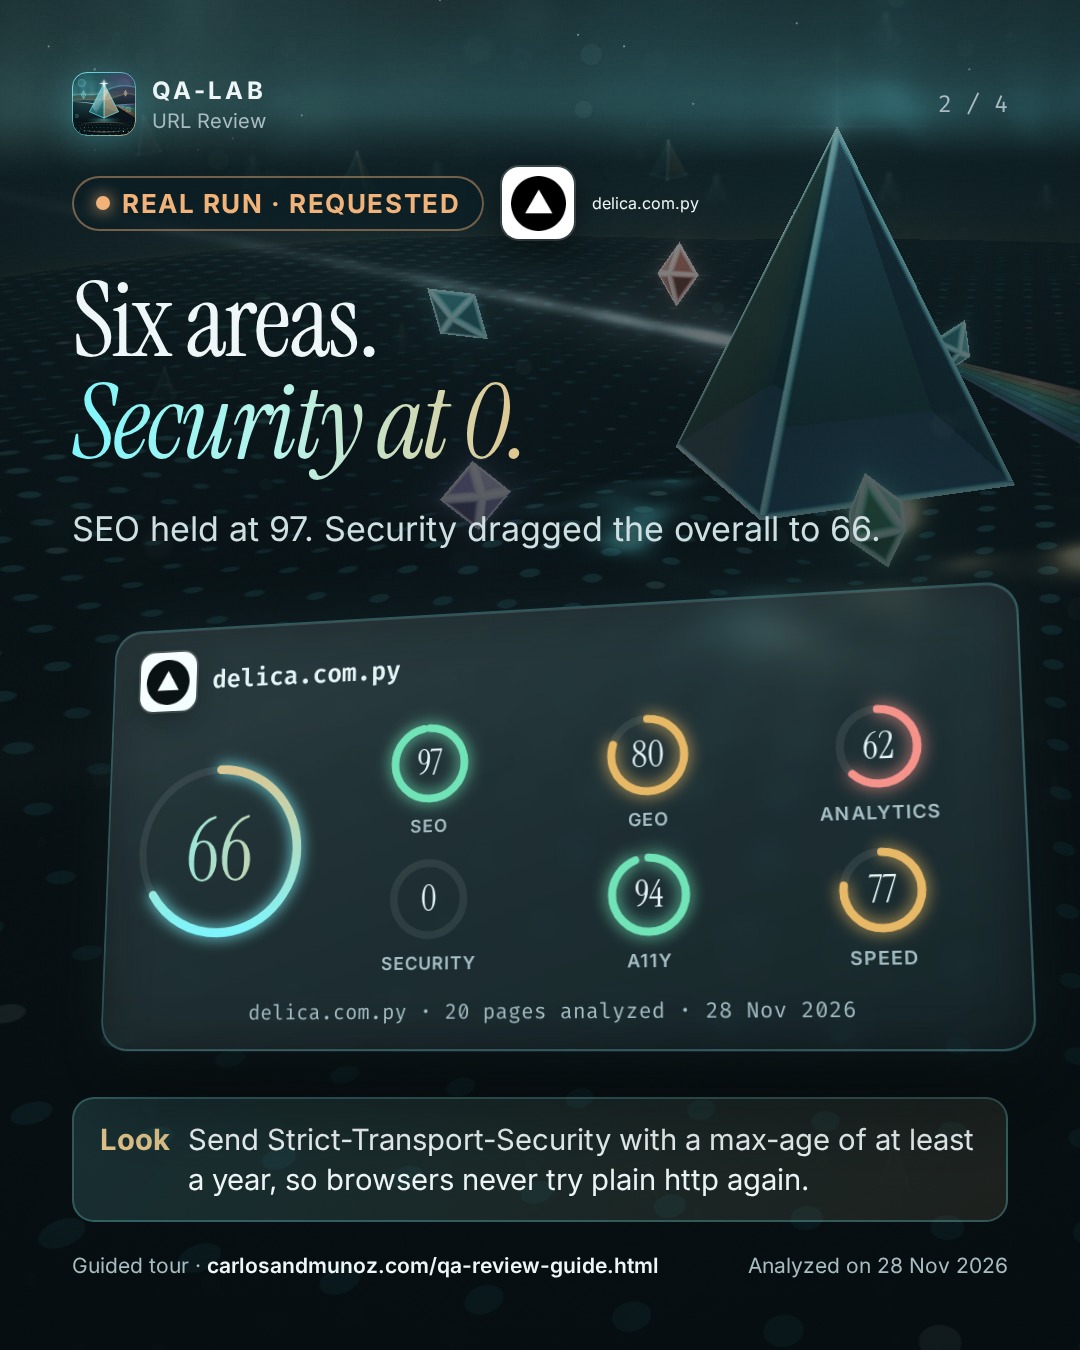 QA-LAB
URL Review
2 / 4
REAL RUN · REQUESTED
delica.com.py
Six areas.
Security at 0.
SEO held at 97. Security dragged the overall to 66.
delica.com.py
66
97
SEO
80
GEO
62
ANALYTICS
0
SECURITY
94
A11Y
77
SPEED
delica.com.py · 20 pages analyzed · 28 Nov 2026
Look Send Strict-Transport-Security with a max-age of at least
a year, so browsers never try plain http again.
Guided tour · carlosandmunoz.com/qa-review-guide.html
Analyzed on 28 Nov 2026